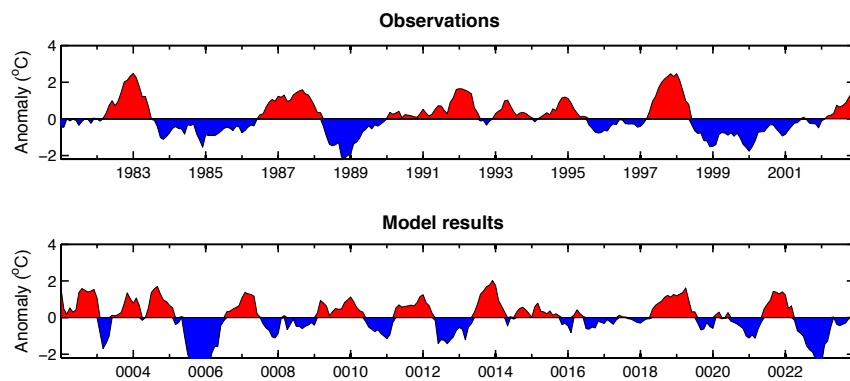 Observations
Anomaly (°C)
4
2
0
−2
1983 1985 1987 1989 1991 1993 1995 1997 1999 2001
Model results
Anomaly (°C)
4
2
0
−2
0004 0006 0008 0010 0012 0014 0016 0018 0020 0022